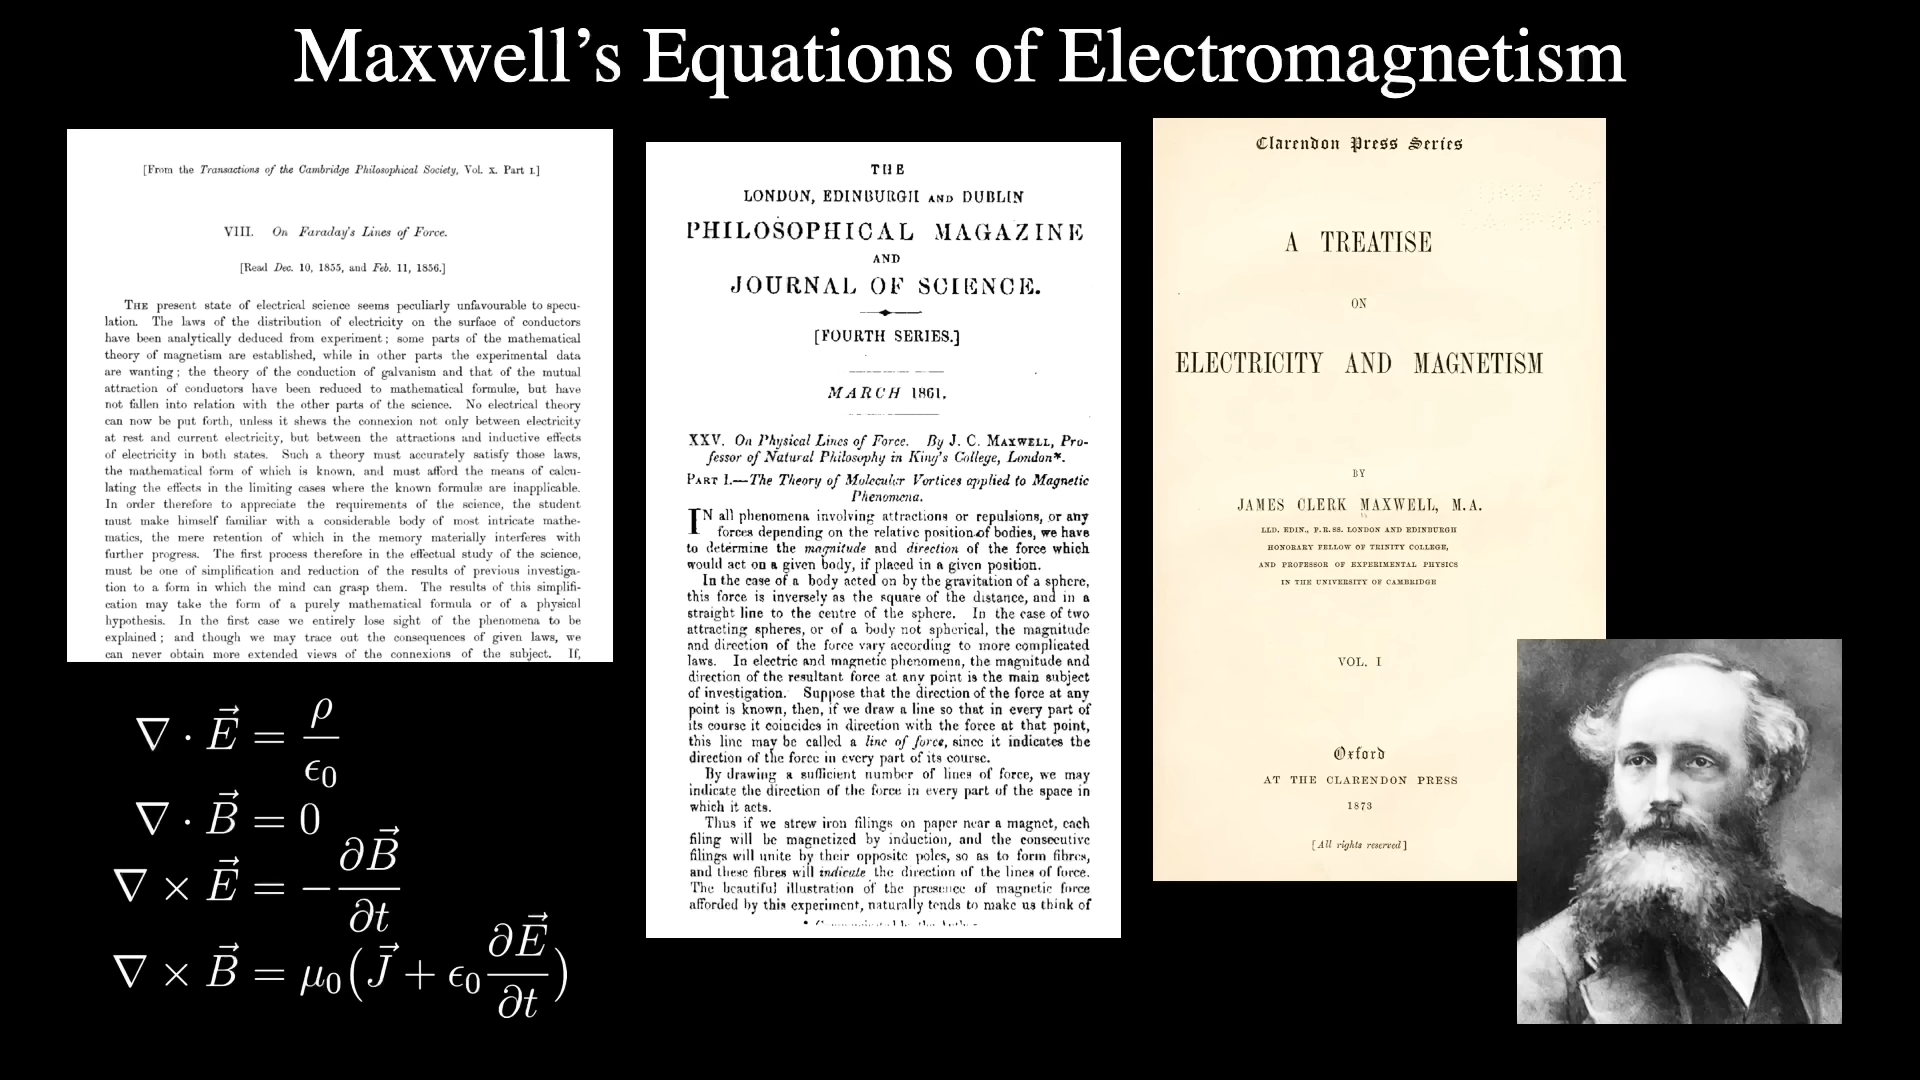 Maxwell’s Equations of Electromagnetism
[From the Transactions of the Cambridge Philosophical Society, Vol. x. Part I.]
VIII. On Faraday's Lines of Force.
[Read Dec. 10, 1855, and Feb. 11, 1856.]
THE present state of electrical science seems peculiarly unfavourable to specu-
lation. The laws of the distribution of electricity on the surface of conductors
have been analytically deduced from experiment; some parts of the mathematical
theory of magnetism are established, while in other parts the experimental data
are wanting; the theory of the conduction of galvanism and that of the mutual
attraction of conductors have been reduced to mathematical formulæ, but have
not fallen into relation with the other parts of the science. No electrical theory
can now be put forth, unless it shews the connexion not only between electricity
at rest and current electricity, but between the attractions and inductive effects
of electricity in both states. Such a theory must accurately satisfy those laws,
the mathematical form of which is known, and must afford the means of calcu-
lating the effects in the limiting cases where the known formulæ are inapplicable.
In order therefore to appreciate the requirements of the science, the student
must make himself familiar with a considerable body of most intricate mathe-
matics, the mere retention of which in the memory materially interferes with
further progress. The first process therefore in the effectual study of the science,
must be one of simplification and reduction of the results of previous investiga-
tion to a form in which the mind can grasp them. The results of this simplifi-
cation may take the form of a purely mathematical formula or of a physical
hypothesis. In the first case we entirely lose sight of the phenomena to be
explained; and though we may trace out the consequences of given laws, we
can never obtain more extended views of the connexions of the subject. If,
∇ · E⃗ = ρ/ϵ₀
∇ · B⃗ = 0
∇ × E⃗ = −∂B⃗/∂t
∇ × B⃗ = μ₀(J⃗ + ϵ₀ ∂E⃗/∂t)
THE
LONDON, EDINBURGH AND DUBLIN
PHILOSOPHICAL MAGAZINE
AND
JOURNAL OF SCIENCE.
[FOURTH SERIES.]
MARCH 1861.
XXV. On Physical Lines of Force. By J. C. MAXWELL, Pro-
fessor of Natural Philosophy in King's College, London*.
PART I.—The Theory of Molecular Vortices applied to Magnetic
Phenomena.
IN all phenomena involving attractions or repulsions, or any
forces depending on the relative position of bodies, we have
to determine the magnitude and direction of the force which
would act on a given body, if placed in a given position.
In the case of a body acted on by the gravitation of a sphere,
this force is inversely as the square of the distance, and in a
straight line to the centre of the sphere. In the case of two
attracting spheres, or of a body not spherical, the magnitude
and direction of the force vary according to more complicated
laws. In electric and magnetic phenomena, the magnitude and
direction of the resultant force at any point is the main subject
of investigation. Suppose that the direction of the force at any
point is known, then, if we draw a line so that in every part of
its course it coincides in direction with the force at that point,
this line may be called a line of force, since it indicates the
direction of the force in every part of its course.
By drawing a sufficient number of lines of force, we may
indicate the direction of the force in every part of the space in
which it acts.
Thus if we strew iron filings on paper near a magnet, each
filing will be magnetized by induction, and the consecutive
filings will unite by their opposite poles, so as to form fibres,
and these fibres will indicate the direction of the lines of force.
The beautiful illustration of the presence of magnetic force
afforded by this experiment, naturally tends to make us think of
Clarendon Press Series
A TREATISE
ON
ELECTRICITY AND MAGNETISM
BY
JAMES CLERK MAXWELL, M.A.
LLD. EDIN., F.R.SS. LONDON AND EDINBURGH
HONORARY FELLOW OF TRINITY COLLEGE,
AND PROFESSOR OF EXPERIMENTAL PHYSICS
IN THE UNIVERSITY OF CAMBRIDGE
VOL. I
Oxford
AT THE CLARENDON PRESS
1873
[All rights reserved]